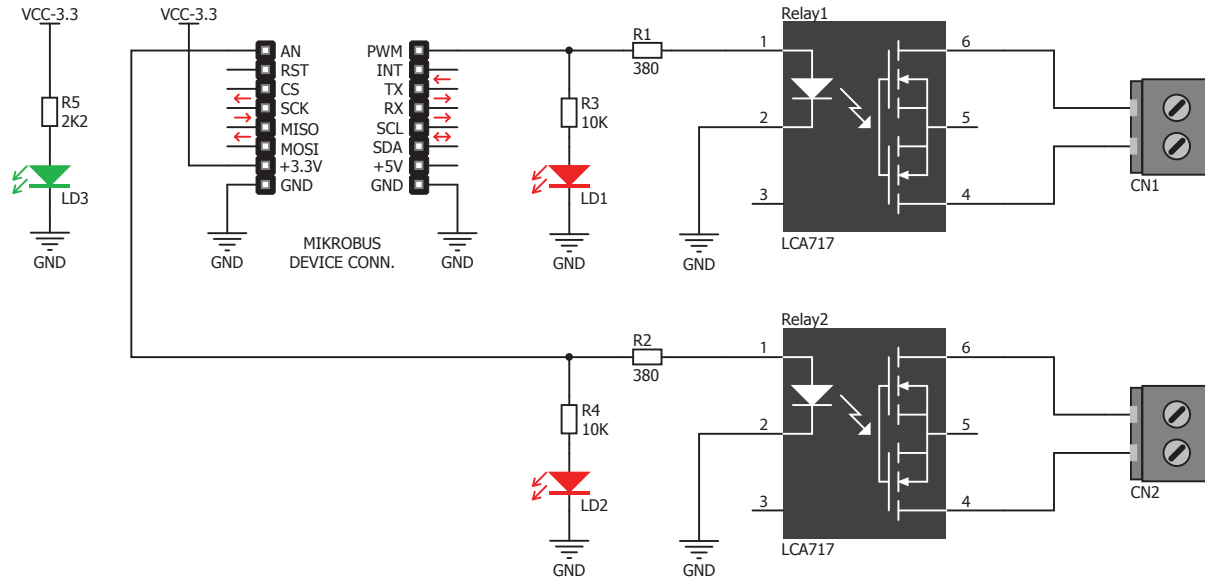 VCC-3.3
R5
2K2
LD3
GND
VCC-3.3
AN
RST
CS
SCK
MISO
MOSI
+3.3V
GND
PWM
INT
TX
RX
SCL
SDA
+5V
GND
GND
GND
MIKROBUS
DEVICE CONN.
R3
10K
LD1
GND
R1
380
GND
Relay1
1
2
3
6
5
4
LCA717
CN1
R4
10K
LD2
GND
R2
380
GND
Relay2
1
2
3
6
5
4
LCA717
CN2